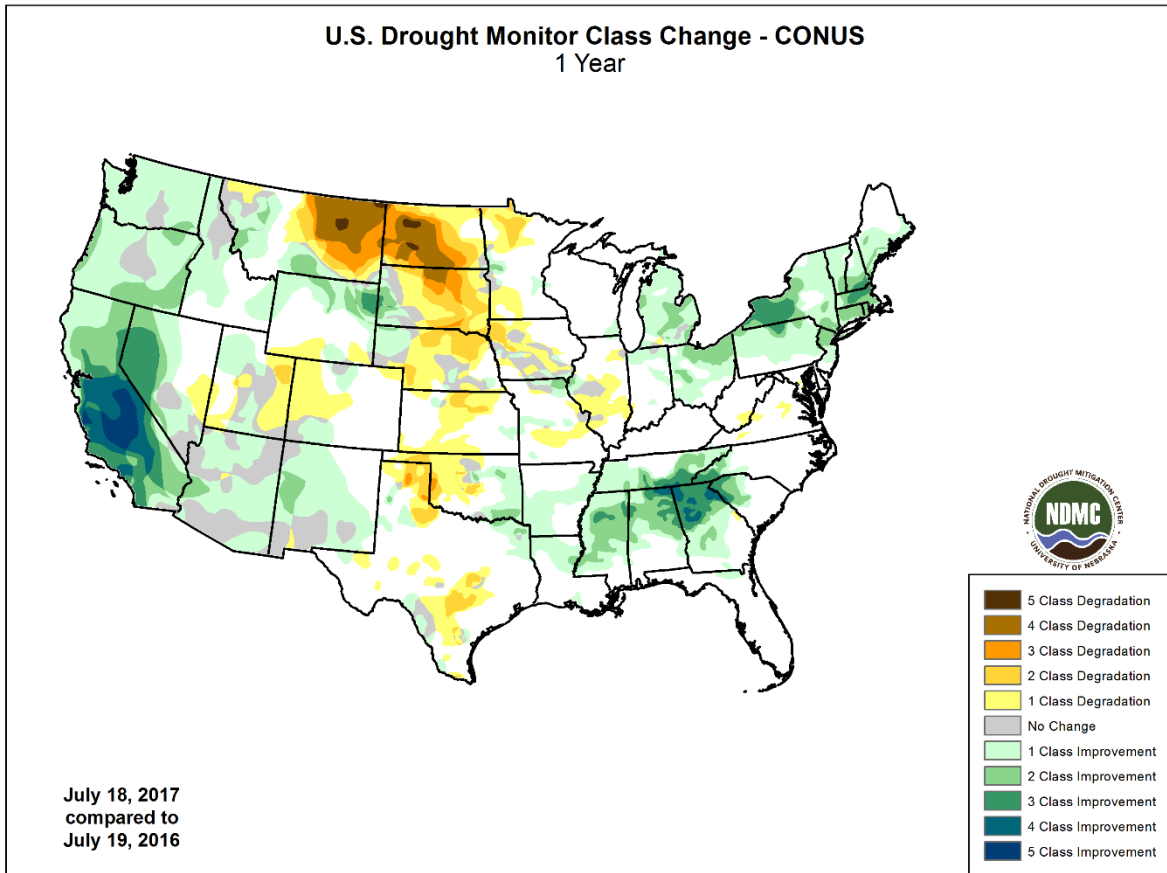 U.S. Drought Monitor Class Change - CONUS
1 Year
NATIONAL DROUGHT MITIGATION CENTER
NDMC
UNIVERSITY OF NEBRASKA
5 Class Degradation
4 Class Degradation
3 Class Degradation
2 Class Degradation
1 Class Degradation
No Change
1 Class Improvement
2 Class Improvement
3 Class Improvement
4 Class Improvement
5 Class Improvement
July 18, 2017
compared to
July 19, 2016